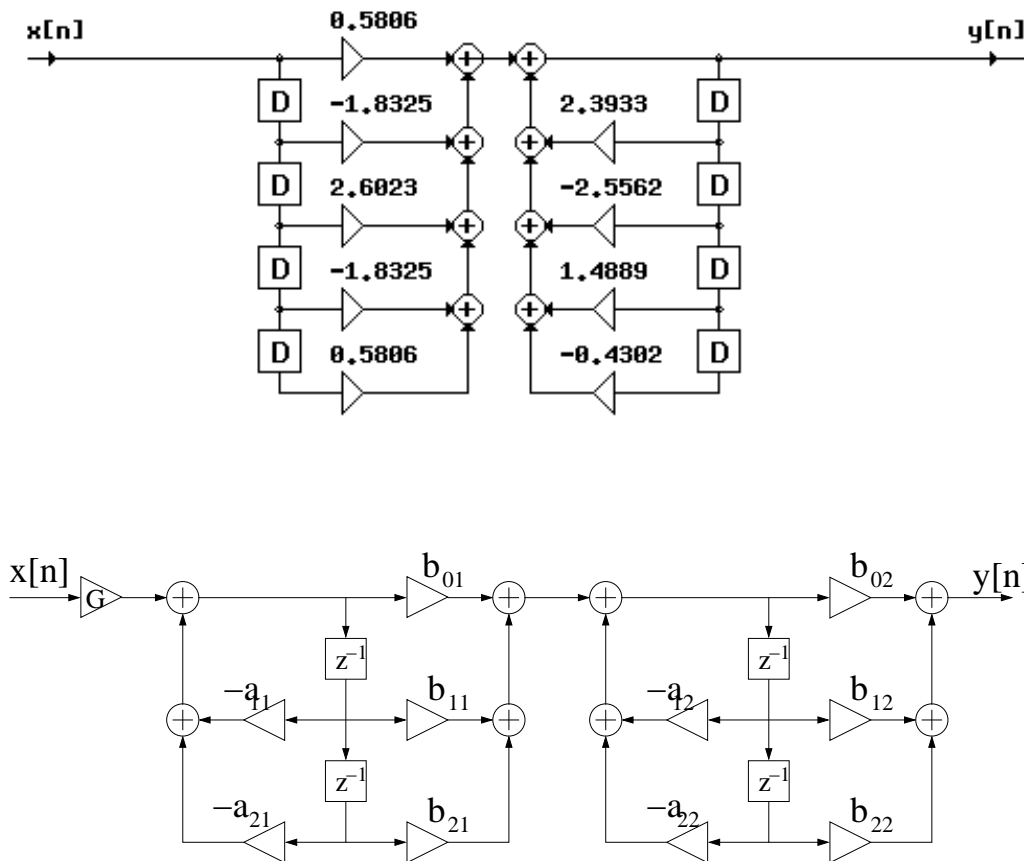 0.5806
x[n]
y[n]
D
-1.8325
2.3933
D
D
2.6023
-2.5562
D
D
-1.8325
1.4889
D
D
0.5806
-0.4302
D
x[n]
G
+
b01
+
+
b02
+
y[n]
z−1
z−1
−a11
b11
−a12
b12
z−1
z−1
−a21
b21
−a22
b22